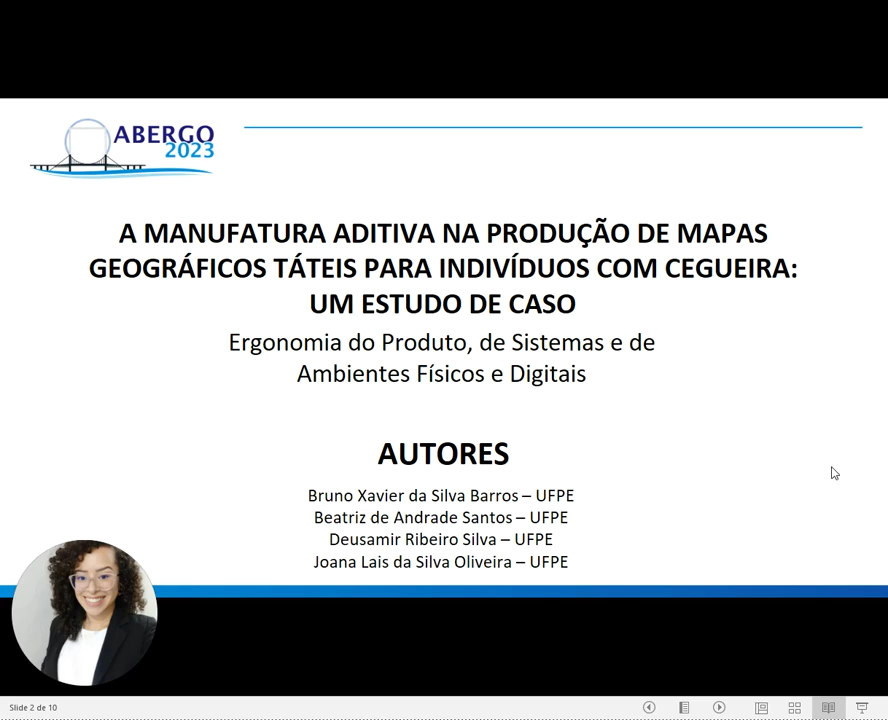 ABERGO
2023
A MANUFATURA ADITIVA NA PRODUÇÃO DE MAPAS
GEOGRÁFICOS TÁTEIS PARA INDIVÍDUOS COM CEGUEIRA:
UM ESTUDO DE CASO
Ergonomia do Produto, de Sistemas e de
Ambientes Físicos e Digitais
AUTORES
Bruno Xavier da Silva Barros – UFPE
Beatriz de Andrade Santos – UFPE
Deusamir Ribeiro Silva – UFPE
Joana Lais da Silva Oliveira – UFPE
Slide 2 de 10